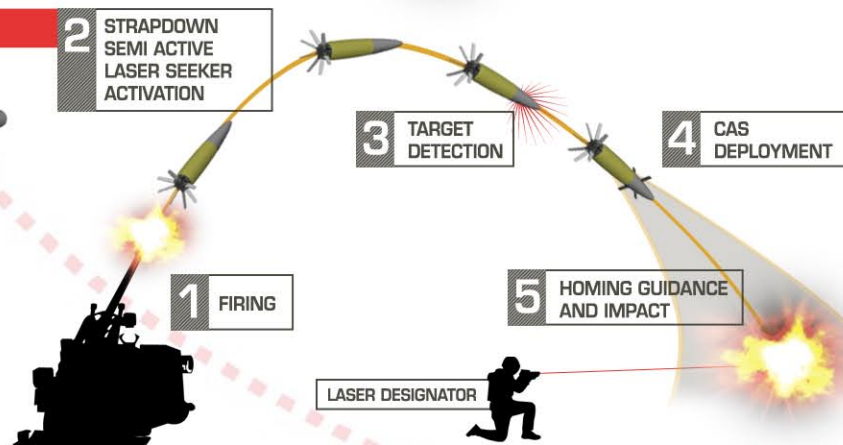 1
FIRING
2
STRAPDOWN
SEMI ACTIVE
LASER SEEKER
ACTIVATION
3
TARGET
DETECTION
4
CAS
DEPLOYMENT
5
HOMING GUIDANCE
AND IMPACT
LASER DESIGNATOR